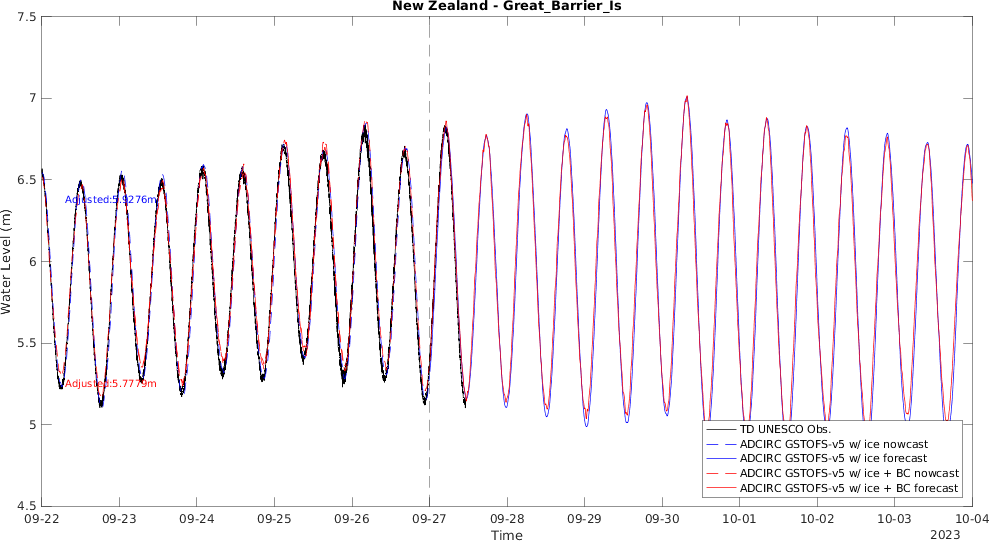 New Zealand - Great_Barrier_Is
7.5
7
6.5
6
5.5
5
4.5
Water Level (m)
Adjusted:5.9276m
Adjusted:5.7779m
TD UNESCO Obs.
ADCIRC GSTOFS-v5 w/ ice nowcast
ADCIRC GSTOFS-v5 w/ ice forecast
ADCIRC GSTOFS-v5 w/ ice + BC nowcast
ADCIRC GSTOFS-v5 w/ ice + BC forecast
09-22 09-23 09-24 09-25 09-26 09-27 09-28 09-29 09-30 10-01 10-02 10-03 10-04
Time
2023